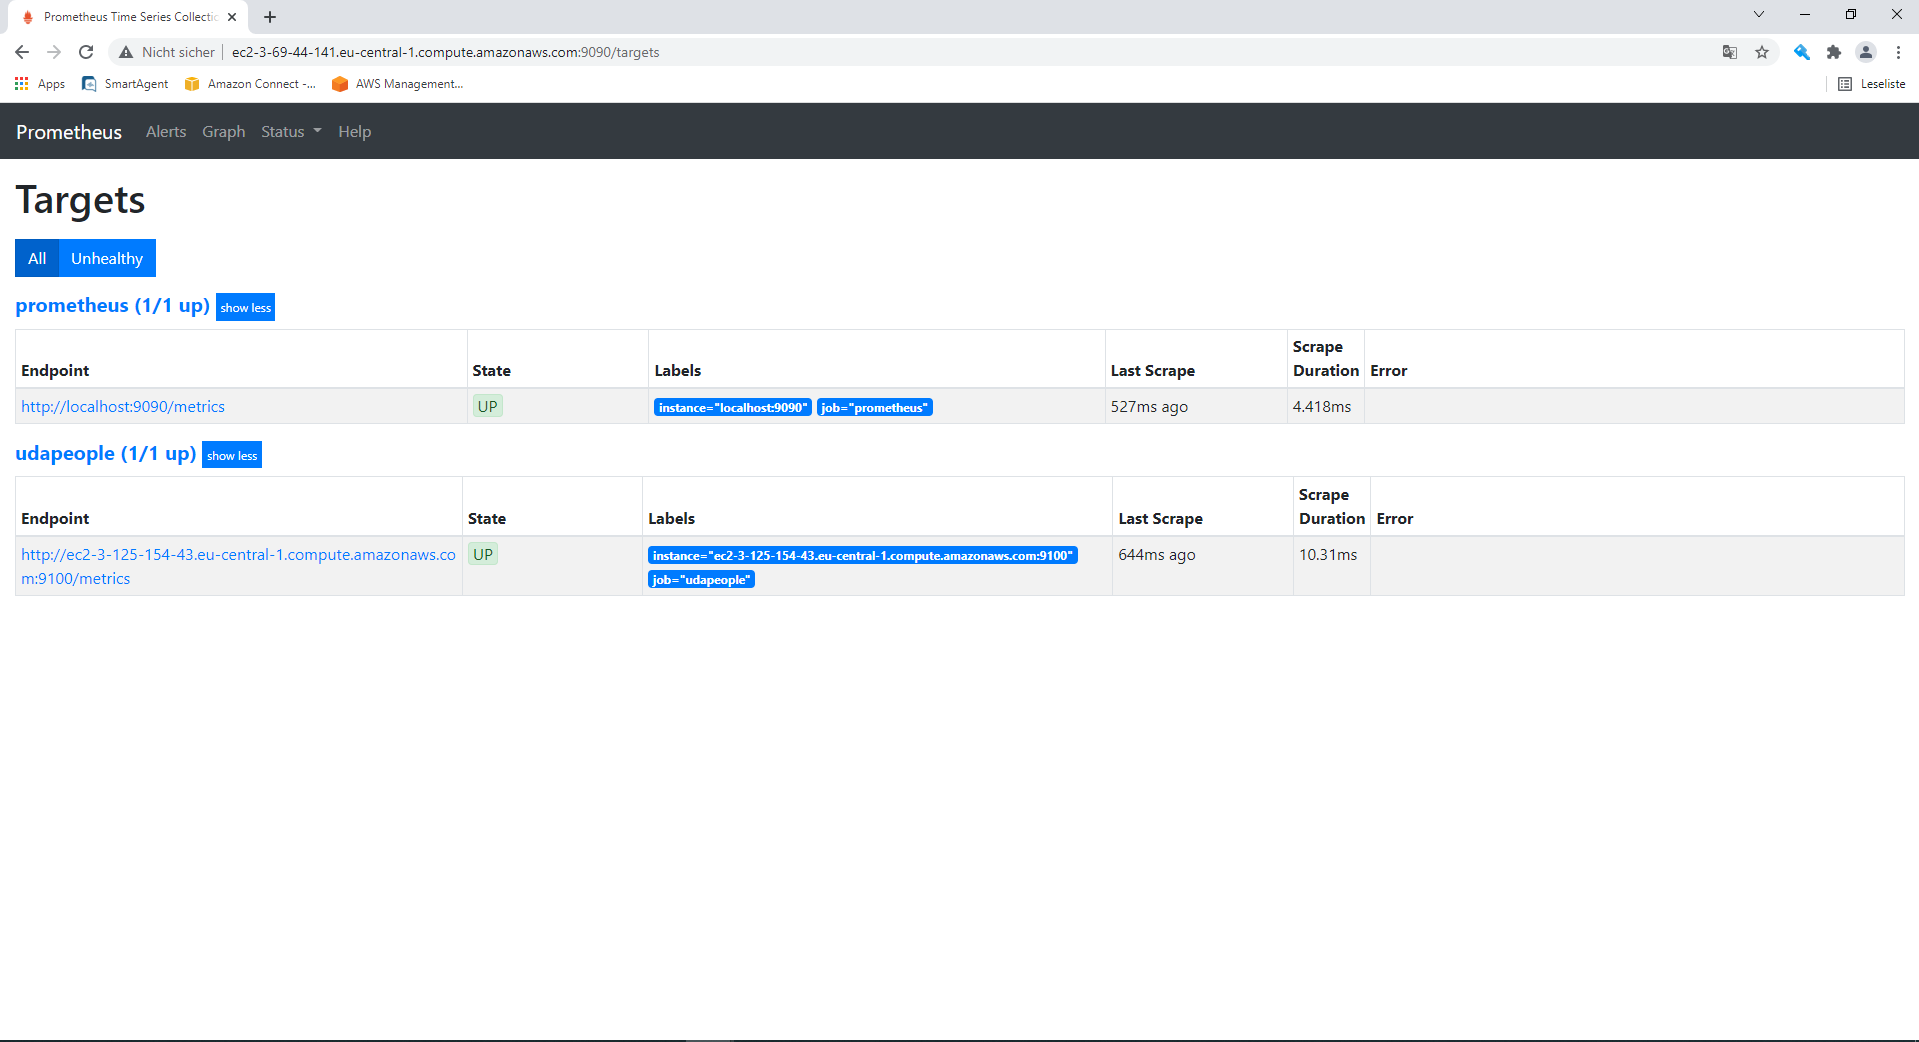 Prometheus Time Series Collectio
Nicht sicher ec2-3-69-44-141.eu-central-1.compute.amazonaws.com:9090/targets
Apps SmartAgent Amazon Connect -... AWS Management... Leseliste
Prometheus Alerts Graph Status Help
Targets
All Unhealthy
prometheus (1/1 up) show less
Endpoint State Labels Last Scrape Scrape Duration Error
http://localhost:9090/metrics UP instance="localhost:9090" job="prometheus" 527ms ago 4.418ms
udapeople (1/1 up) show less
Endpoint State Labels Last Scrape Scrape Duration Error
http://ec2-3-125-154-43.eu-central-1.compute.amazonaws.co UP instance="ec2-3-125-154-43.eu-central-1.compute.amazonaws.com:9100" 644ms ago 10.31ms
m:9100/metrics job="udapeople"